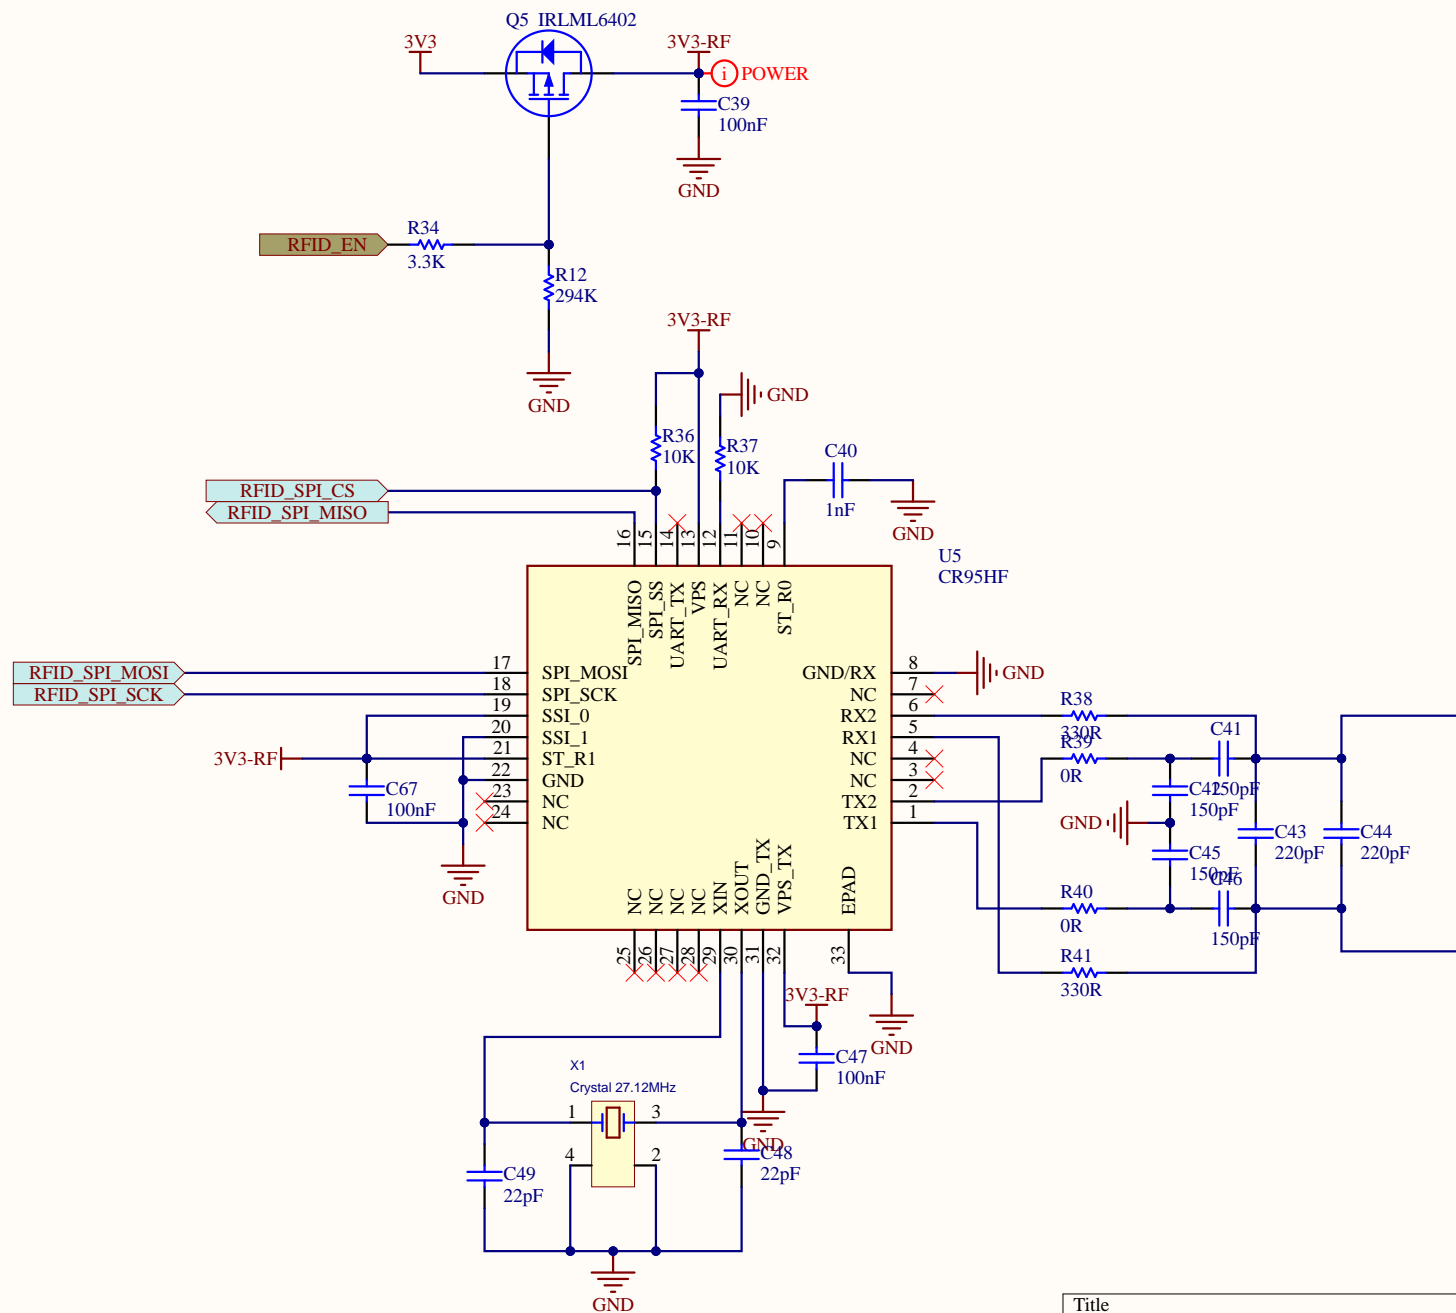 Q5 IRLML6402
3V3
3V3-RF
i POWER
C39
100nF
GND
RFID_EN
R34
3.3K
R12
294K
GND
3V3-RF
GND
R36
10K
R37
10K
C40
1nF
GND
RFID_SPI_CS
RFID_SPI_MISO
16
15
14
13
12
11
10
9
U5
CR95HF
SPI_MISO
SPI_SS
UART_TX
VPS
UART_RX
NC
NC
ST_R0
RFID_SPI_MOSI
RFID_SPI_SCK
17 SPI_MOSI
18 SPI_SCK
19 SSI_0
20 SSI_1
21 ST_R1
22 GND
23 NC
24 NC
3V3-RF
C67
100nF
GND
GND/RX 8
NC 7
RX2 6
RX1 5
NC 4
NC 3
TX2 2
TX1 1
GND
R38
330R
R39
0R
C41
150pF
C42
150pF
GND
C45
150pF
C43
220pF
C44
220pF
C46
150pF
R40
0R
R41
330R
NC
NC
NC
NC
XIN
XOUT
GND_TX
VPS_TX
EPAD
25
26
27
28
29
30
31
32
33
3V3-RF
GND
C47
100nF
GND
X1
Crystal 27.12MHz
1
3
4
2
C49
22pF
C48
22pF
GND
Title